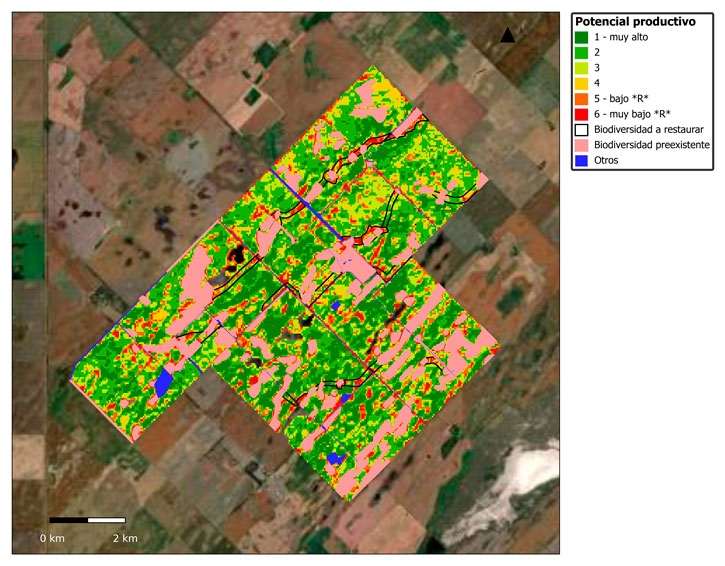 Potencial productivo
1 - muy alto
2
3
4
5 - bajo *R*
6 - muy bajo *R*
Biodiversidad a restaurar
Biodiversidad preexistente
Otros
0 km 2 km